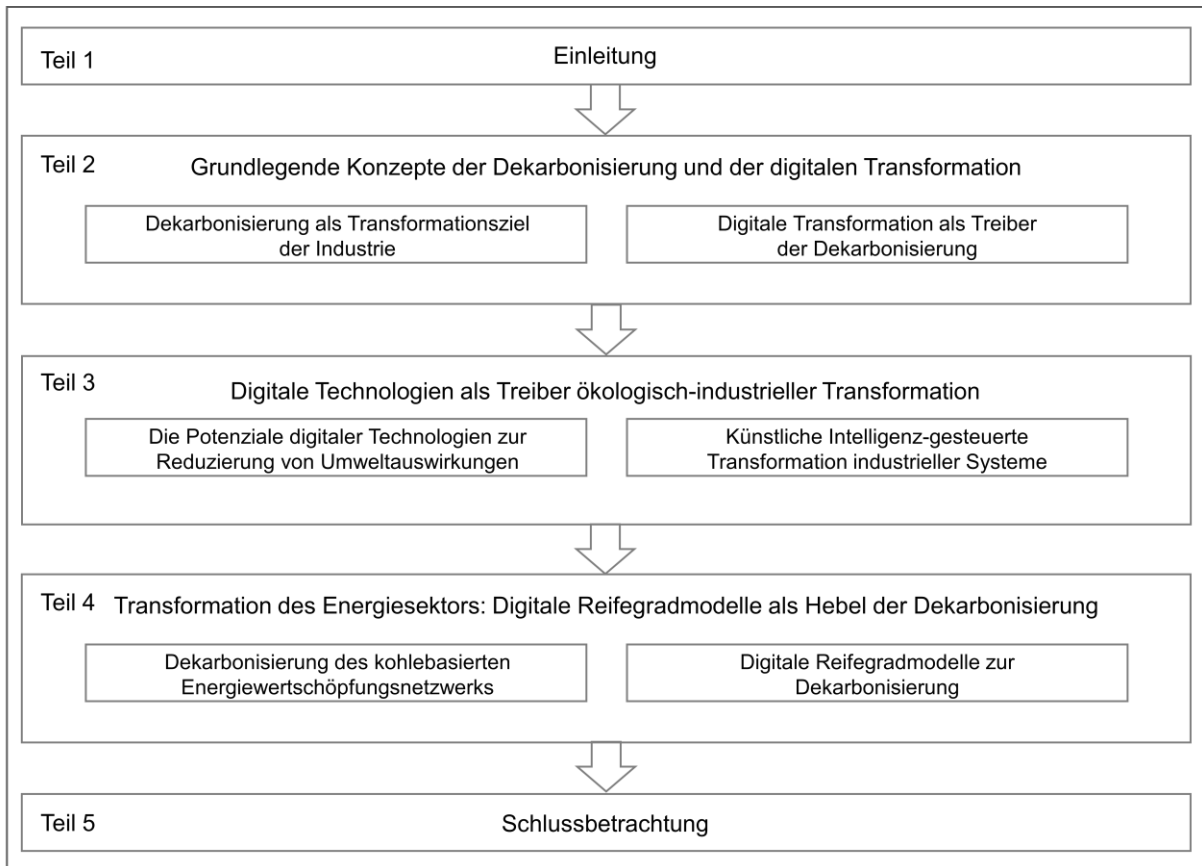 Teil 1
Einleitung
Teil 2
Grundlegende Konzepte der Dekarbonisierung und der digitalen Transformation
Dekarbonisierung als Transformationsziel
der Industrie
Digitale Transformation als Treiber
der Dekarbonisierung
Teil 3
Digitale Technologien als Treiber ökologisch-industrieller Transformation
Die Potenziale digitaler Technologien zur
Reduzierung von Umweltauswirkungen
Künstliche Intelligenz-gesteuerte
Transformation industrieller Systeme
Teil 4
Transformation des Energiesektors: Digitale Reifegradmodelle als Hebel der Dekarbonisierung
Dekarbonisierung des kohlebasierten
Energiewertschöpfungsnetzwerks
Digitale Reifegradmodelle zur
Dekarbonisierung
Teil 5
Schlussbetrachtung